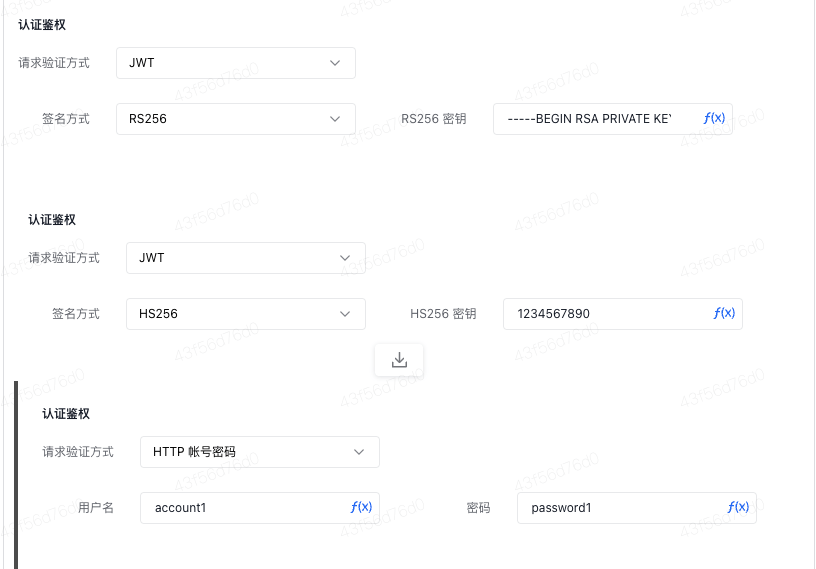 认证鉴权
请求验证方式 JWT
签名方式 RS256 RS256 密钥 -----BEGIN RSA PRIVATE KEY ƒ(x)
认证鉴权
请求验证方式 JWT
签名方式 HS256 HS256 密钥 1234567890 ƒ(x)
认证鉴权
请求验证方式 HTTP 帐号密码
用户名 account1 ƒ(x) 密码 password1 ƒ(x)
43f56d76d0